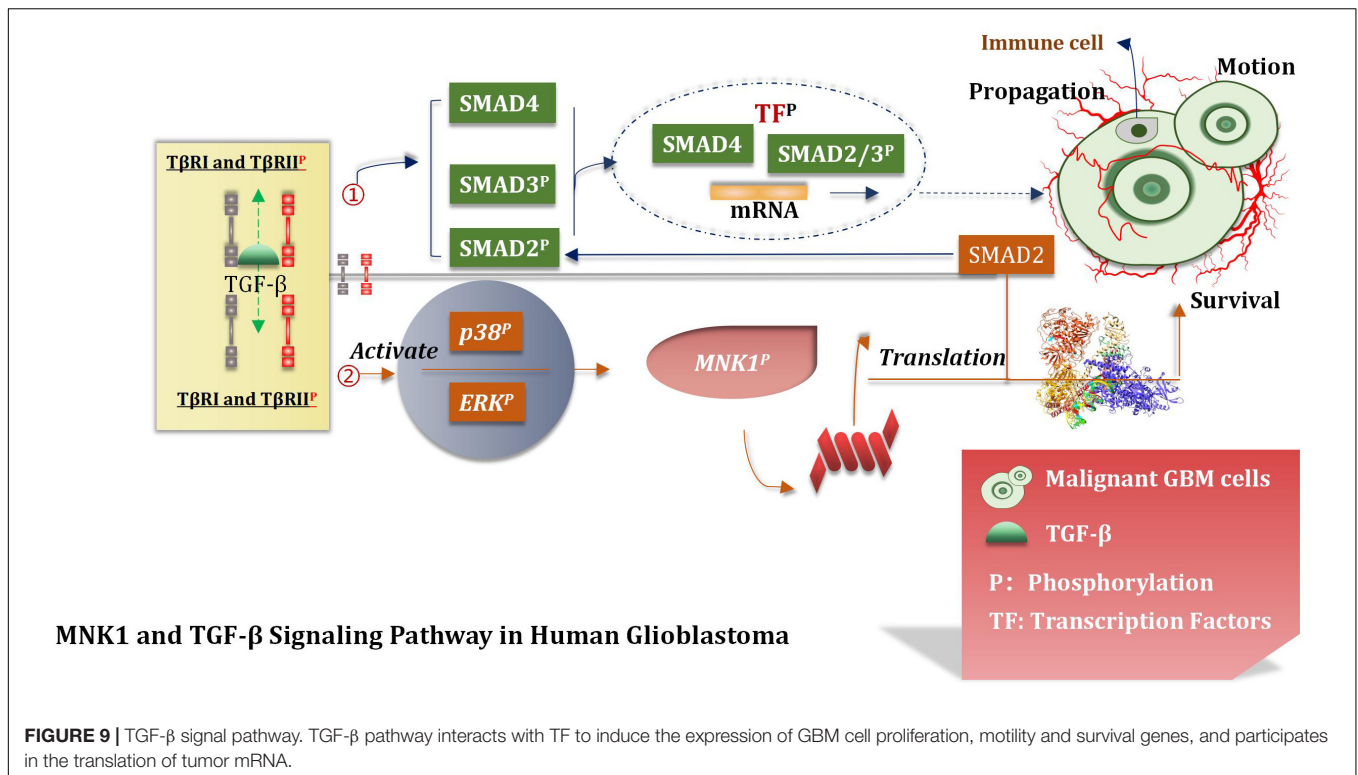 Immune cell
Motion
Propagation
SMAD4
TFᴾ
SMAD4
SMAD2/3ᴾ
TβRI and TβRIIᴾ
①
SMAD3ᴾ
mRNA
SMAD2ᴾ
SMAD2
TGF-β
Survival
p38ᴾ
Activate
②
MNK1ᴾ
Translation
ERKᴾ
TβRI and TβRIIᴾ
Malignant GBM cells
TGF-β
P: Phosphorylation
TF: Transcription Factors
MNK1 and TGF-β Signaling Pathway in Human Glioblastoma
FIGURE 9 | TGF-β signal pathway. TGF-β pathway interacts with TF to induce the expression of GBM cell proliferation, motility and survival genes, and participates
in the translation of tumor mRNA.